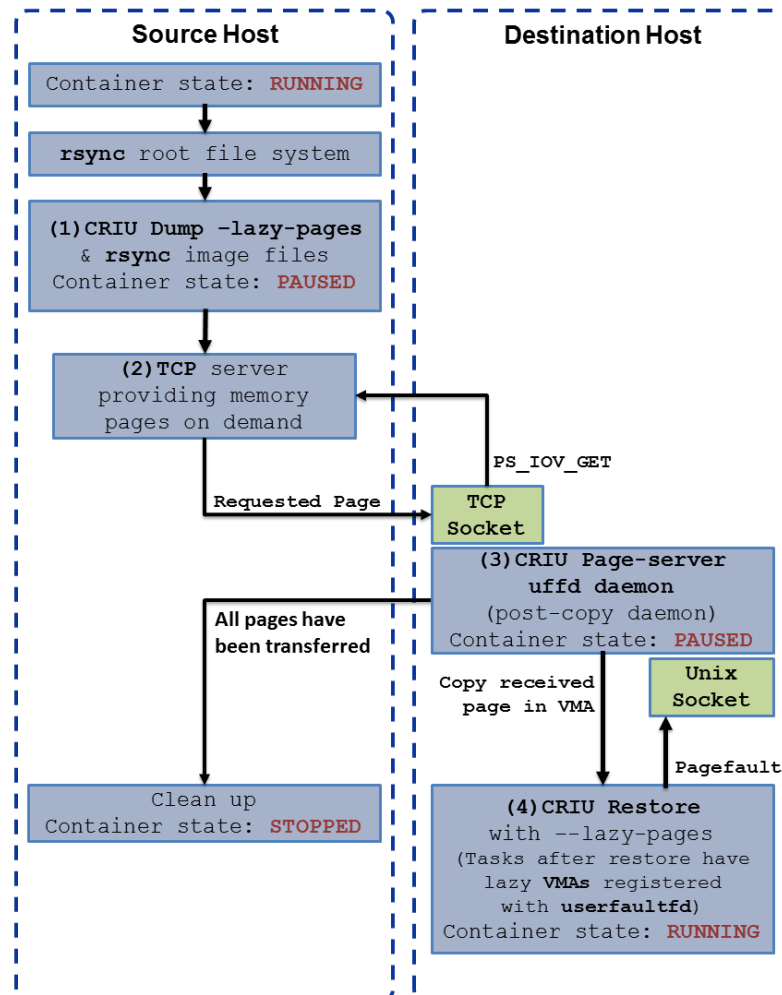 Source Host
Container state: RUNNING
rsync root file system
(1)CRIU Dump –lazy-pages
& rsync image files
Container state: PAUSED
(2)TCP server
providing memory
pages on demand
Requested Page
All pages have
been transferred
Clean up
Container state: STOPPED
Destination Host
PS_IOV_GET
TCP
Socket
(3)CRIU Page-server
uffd daemon
(post-copy daemon)
Container state: PAUSED
Unix
Socket
Copy received
page in VMA
Pagefault
(4)CRIU Restore
with --lazy-pages
(Tasks after restore have
lazy VMAs registered
with userfaultfd)
Container state: RUNNING